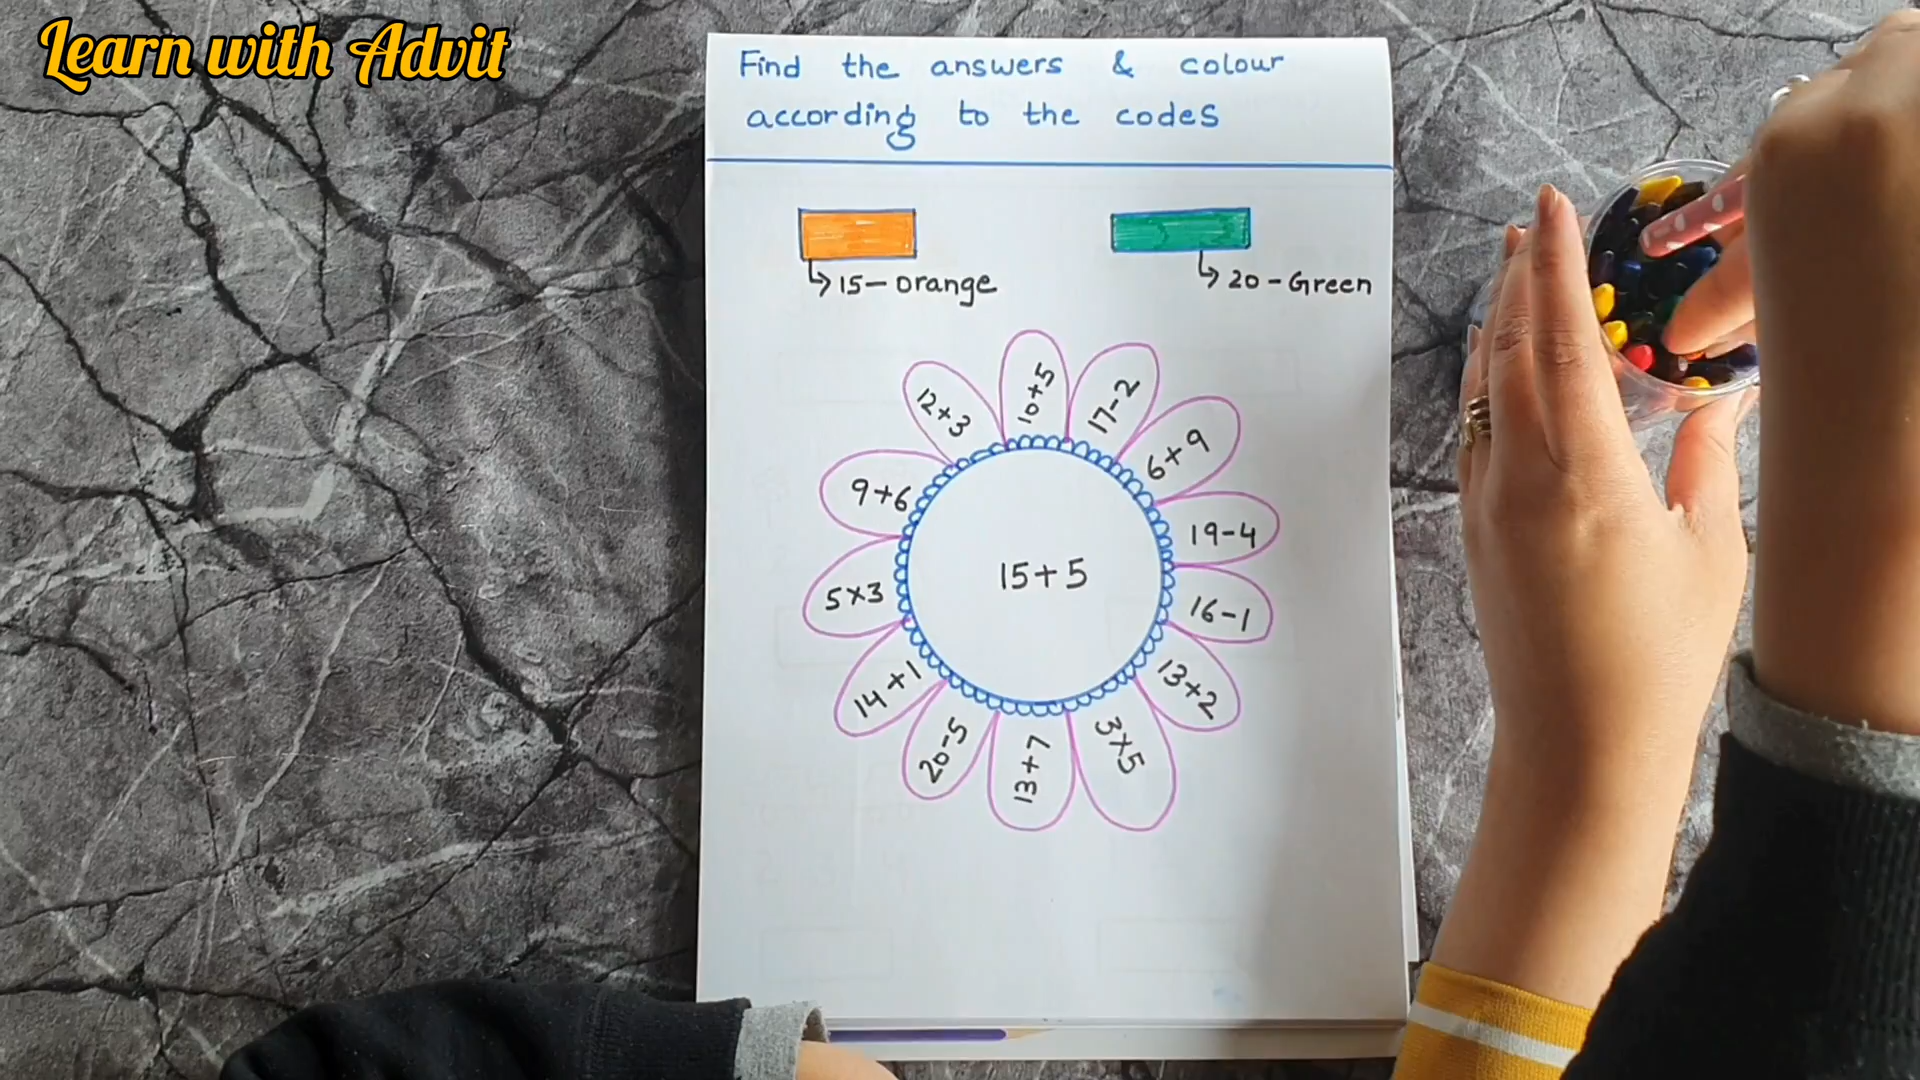 Learn with Advit
Find the answers & colour
according to the codes
15-Orange
20-Green
12+3
10+5
17-2
6+9
9+6
19-4
15+5
5x3
16-1
14+1
13+2
20-5
13+7
3x5